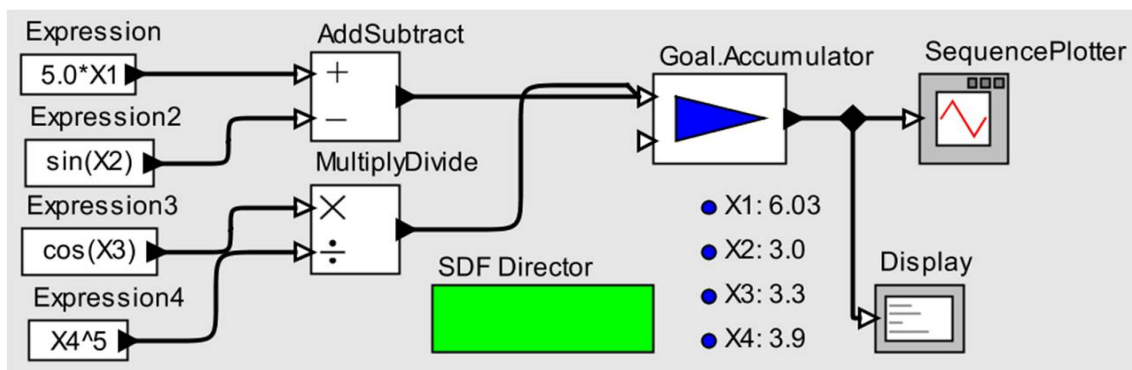 Expression
5.0*X1
Expression2
sin(X2)
Expression3
cos(X3)
Expression4
X4^5
AddSubtract
+
−
MultiplyDivide
×
÷
SDF Director
Goal.Accumulator
X1: 6.03
X2: 3.0
X3: 3.3
X4: 3.9
SequencePlotter
Display